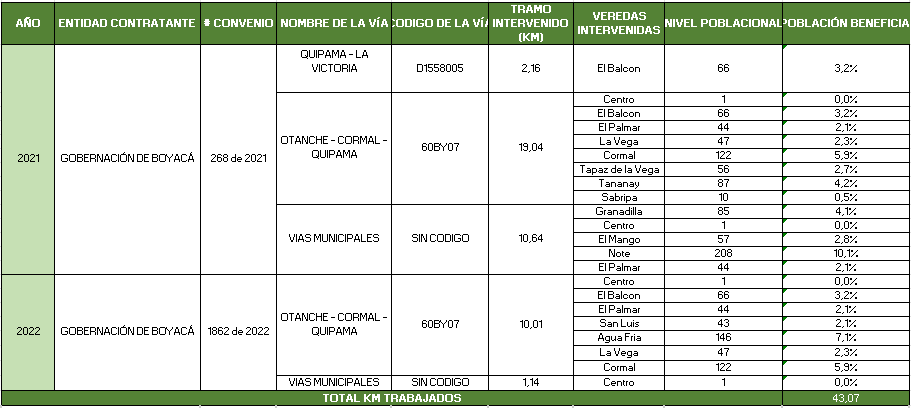 AÑO ENTIDAD CONTRATANTE # CONVENIO NOMBRE DE LA VÍA CODIGO DE LA VÍA TRAMO INTERVENIDO (KM) VEREDAS INTERVENIDAS NIVEL POBLACIONAL POBLACIÓN BENEFICIA
2021 GOBERNACIÓN DE BOYACÁ 268 de 2021
QUIPAMA - LA VICTORIA D1558005 2,16 El Balcon 66 3,2%
OTANCHE - CORMAL - QUIPAMA 60BY07 19,04
Centro 1 0,0%
El Balcon 66 3,2%
El Palmar 44 2,1%
La Vega 47 2,3%
Cormal 122 5,9%
Tapaz de la Vega 56 2,7%
Tananay 87 4,2%
Sabripa 10 0,5%
VIAS MUNICIPALES SIN CODIGO 10,64
Granadilla 85 4,1%
Centro 1 0,0%
El Mango 57 2,8%
Note 208 10,1%
El Palmar 44 2,1%
2022 GOBERNACIÓN DE BOYACÁ 1862 de 2022
OTANCHE - CORMAL - QUIPAMA 60BY07 10,01
Centro 1 0,0%
El Balcon 66 3,2%
El Palmar 44 2,1%
San Luis 43 2,1%
Agua Fria 146 7,1%
La Vega 47 2,3%
Cormal 122 5,9%
VIAS MUNICIPALES SIN CODIGO 1,14 Centro 1 0,0%
TOTAL KM TRABAJADOS 43,07